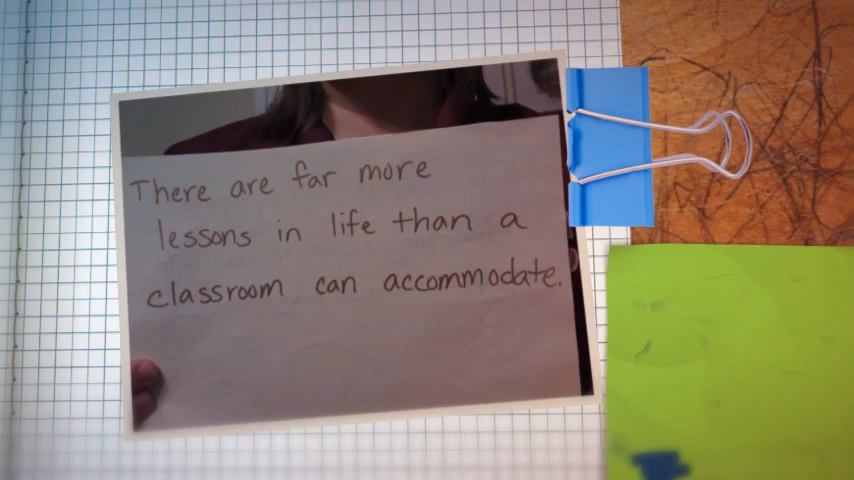 There are far more
lessons in life than a
classroom can accommodate.